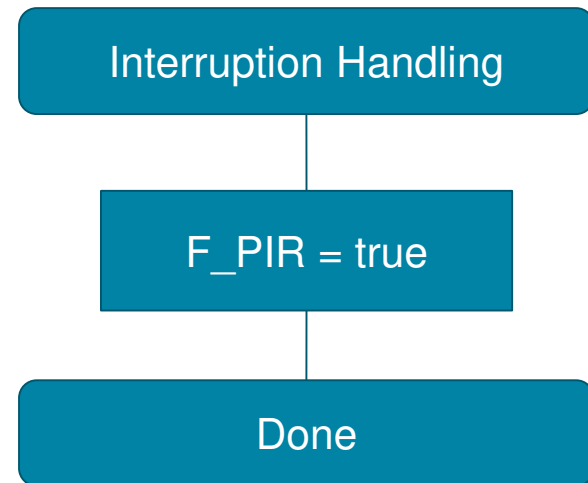 Interruption Handling
F_PIR = true
Done